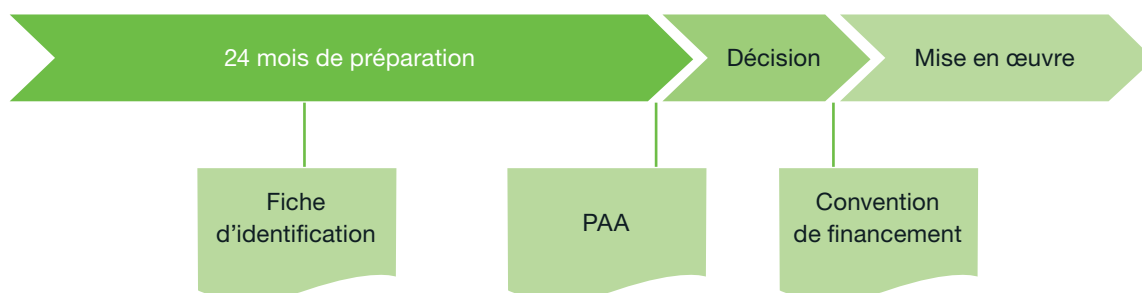 24 mois de préparation
Décision
Mise en œuvre
Fiche
d'identification
PAA
Convention
de financement